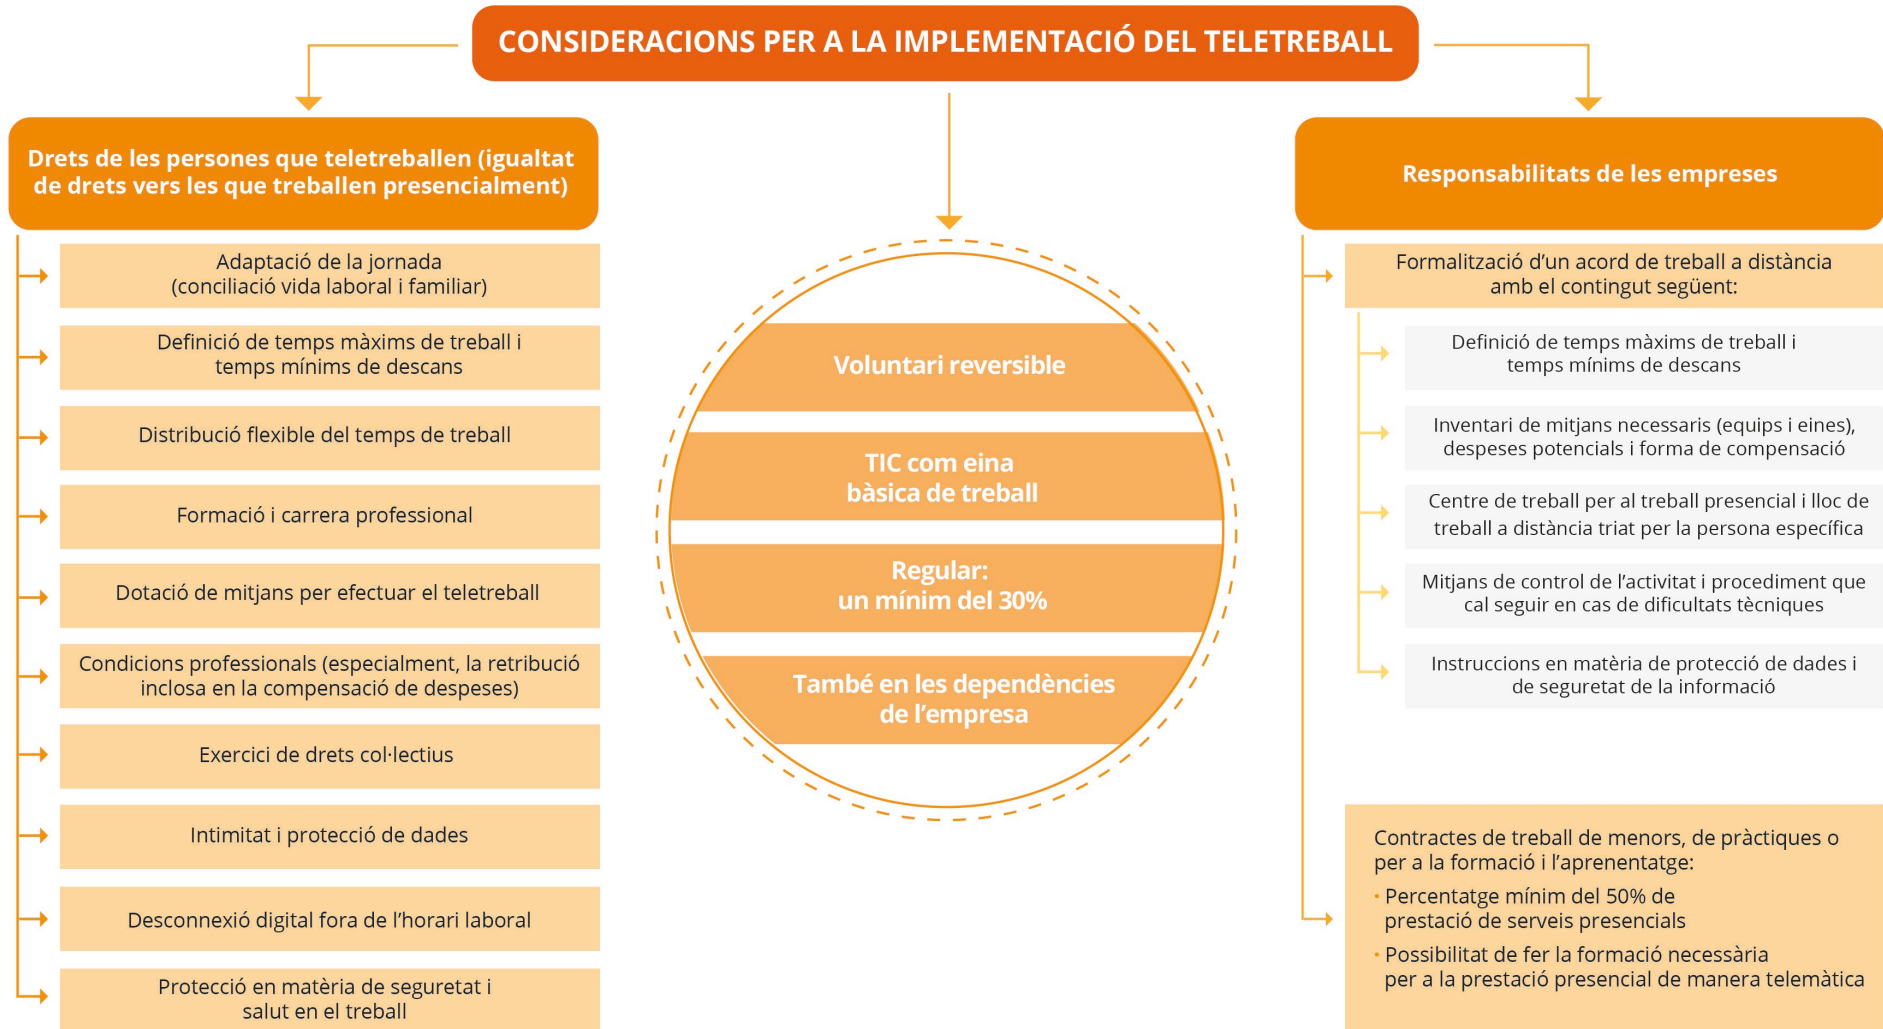 CONSIDERACIONS PER A LA IMPLEMENTACIÓ DEL TELETREBALL
Drets de les persones que teletreballen (igualtat
de drets vers les que treballen presencialment)
Adaptació de la jornada
(conciliació vida laboral i familiar)
Definició de temps màxims de treball i
temps mínims de descans
Distribució flexible del temps de treball
Formació i carrera professional
Dotació de mitjans per efectuar el teletreball
Condicions professionals (especialment, la retribució
inclosa en la compensació de despeses)
Exercici de drets col·lectius
Intimitat i protecció de dades
Desconnexió digital fora de l’horari laboral
Protecció en matèria de seguretat i
salut en el treball
Voluntari reversible
TIC com eina
bàsica de treball
Regular:
un mínim del 30%
També en les dependències
de l’empresa
Responsabilitats de les empreses
Formalització d’un acord de treball a distància
amb el contingut següent:
Definició de temps màxims de treball i
temps mínims de descans
Inventari de mitjans necessaris (equips i eines),
despeses potencials i forma de compensació
Centre de treball per al treball presencial i lloc de
treball a distància triat per la persona específica
Mitjans de control de l’activitat i procediment que
cal seguir en cas de dificultats tècniques
Instruccions en matèria de protecció de dades i
de seguretat de la informació
Contractes de treball de menors, de pràctiques o
per a la formació i l’aprenentatge:
· Percentatge mínim del 50% de
prestació de serveis presencials
· Possibilitat de fer la formació necessària
per a la prestació presencial de manera telemàtica